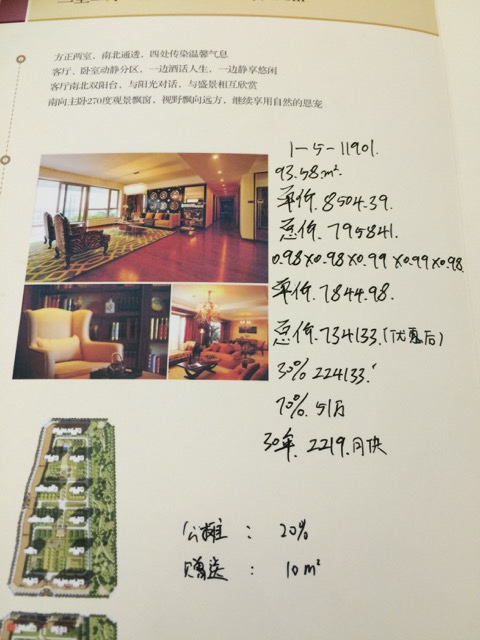 方正两室，南北通透，四处传染温馨气息
客厅、卧室动静分区，一边洒话人生，一边静享悠闲
客厅南北双阳台，与阳光对话，与盛景相互欣赏
南向主卧270度观景飘窗，视野飘向远方，继续享用自然的恩宠
1-5-11901.
93.58m².
单价.8504.39.
总价.795841.
0.98×0.98×0.99×0.99×0.98
单价.7844.98.
总价.734133.(优惠后)
30% 224133.
70%.51万
30年.2219.月供
公摊： 20%
赠送： 10m²